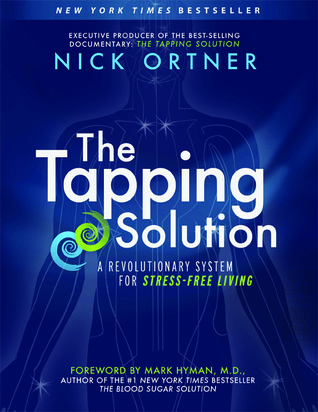 NEW YORK TIMES BESTSELLER
EXECUTIVE PRODUCER OF THE BEST-SELLING
DOCUMENTARY: THE TAPPING SOLUTION
NICK ORTNER
The
Tapping
Solution
A REVOLUTIONARY SYSTEM
FOR STRESS-FREE LIVING
FOREWORD BY MARK HYMAN, M.D.,
AUTHOR OF THE #1 NEW YORK TIMES BESTSELLER
THE BLOOD SUGAR SOLUTION